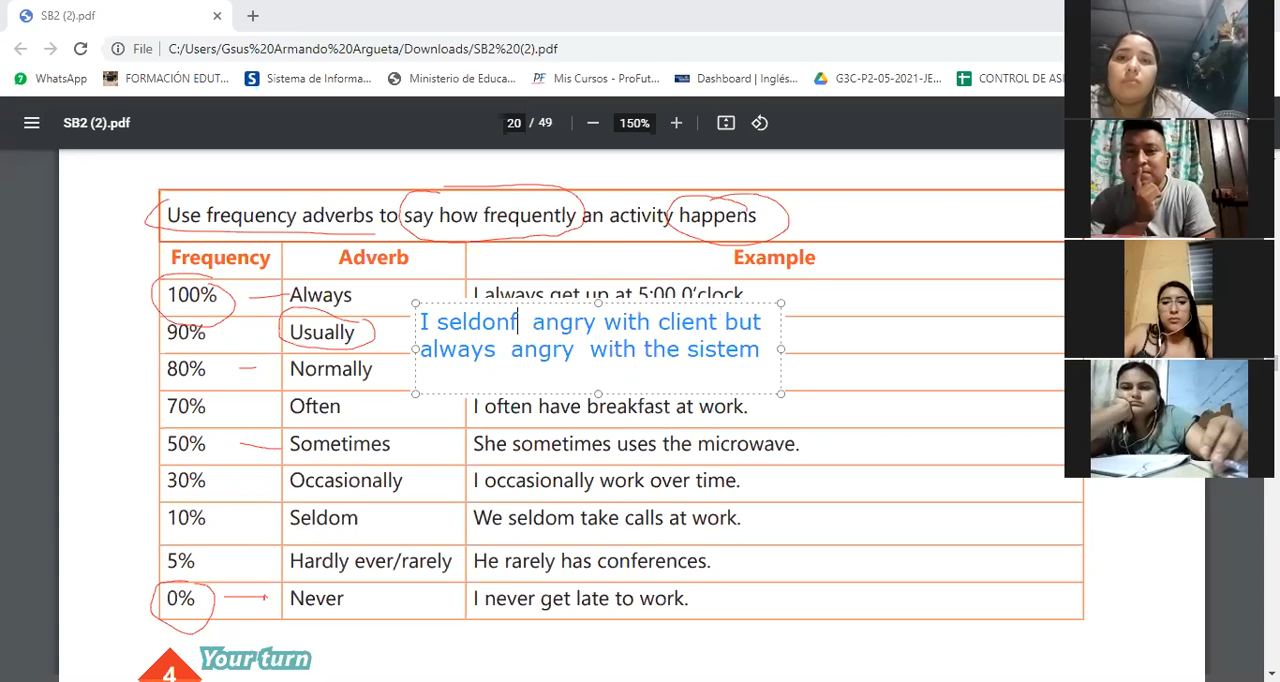 SB2 (2).pdf
File C:/Users/Gsus%20Armando%20Argueta/Downloads/SB2%20(2).pdf
WhatsApp FORMACIÓN EDUT... Sistema de Informa... Ministerio de Educa... PF Mis Cursos - ProFut... Dashboard | Inglés... G3C-P2-05-2021-JE... CONTROL DE ASI
SB2 (2).pdf 20 / 49 150%
Use frequency adverbs to say how frequently an activity happens
Frequency Adverb Example
100% Always I always get up at 5:00 0'clock
90% Usually
I seldonf angry with client but
always angry with the sistem
80% Normally
70% Often I often have breakfast at work.
50% Sometimes She sometimes uses the microwave.
30% Occasionally I occasionally work over time.
10% Seldom We seldom take calls at work.
5% Hardly ever/rarely He rarely has conferences.
0% Never I never get late to work.
4 Your turn